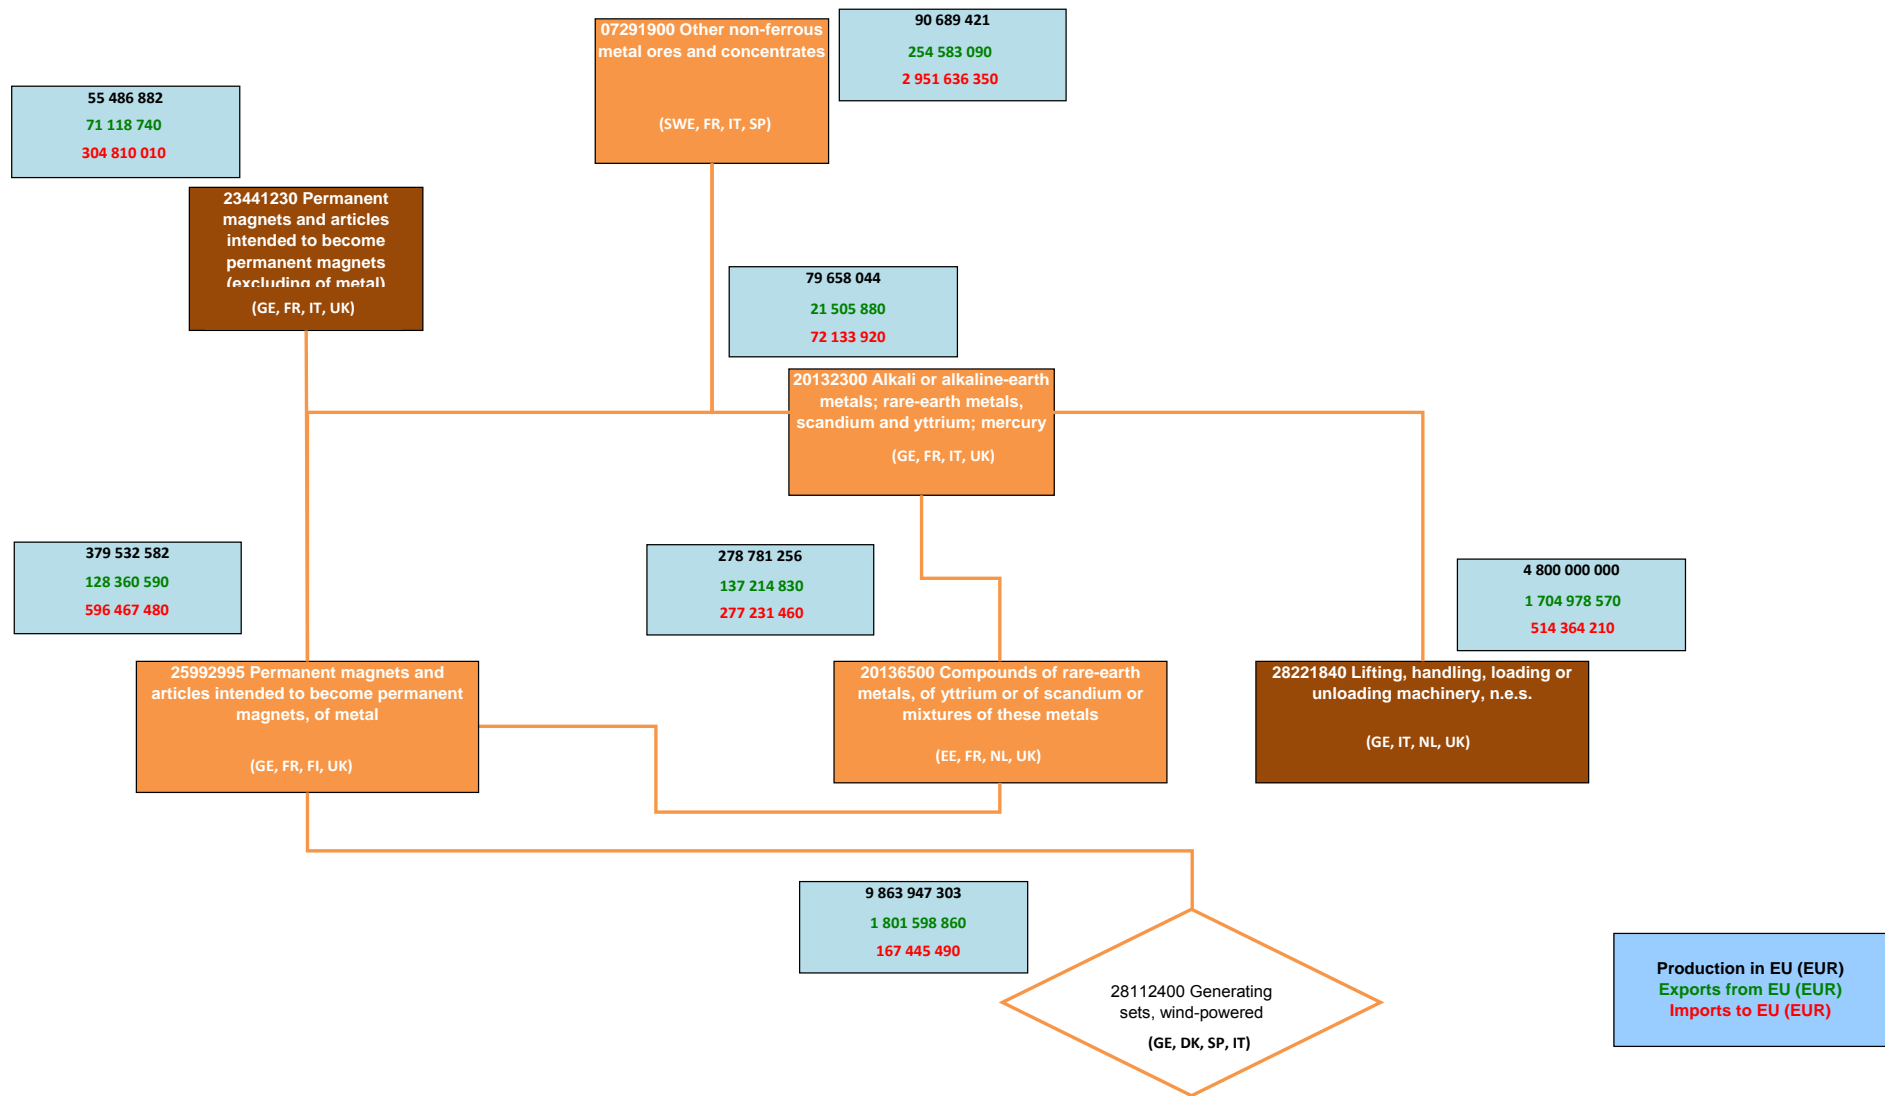 07291900 Other non-ferrous
metal ores and concentrates
(SWE, FR, IT, SP)
90 689 421
254 583 090
2 951 636 350
55 486 882
71 118 740
304 810 010
23441230 Permanent
magnets and articles
intended to become
permanent magnets
(excluding of metal)
(GE, FR, IT, UK)
79 658 044
21 505 880
72 133 920
20132300 Alkali or alkaline-earth
metals; rare-earth metals,
scandium and yttrium; mercury
(GE, FR, IT, UK)
379 532 582
128 360 590
596 467 480
278 781 256
137 214 830
277 231 460
4 800 000 000
1 704 978 570
514 364 210
25992995 Permanent magnets and
articles intended to become permanent
magnets, of metal
(GE, FR, FI, UK)
20136500 Compounds of rare-earth
metals, of yttrium or of scandium or
mixtures of these metals
(EE, FR, NL, UK)
28221840 Lifting, handling, loading or
unloading machinery, n.e.s.
(GE, IT, NL, UK)
9 863 947 303
1 801 598 860
167 445 490
28112400 Generating
sets, wind-powered
(GE, DK, SP, IT)
Production in EU (EUR)
Exports from EU (EUR)
Imports to EU (EUR)